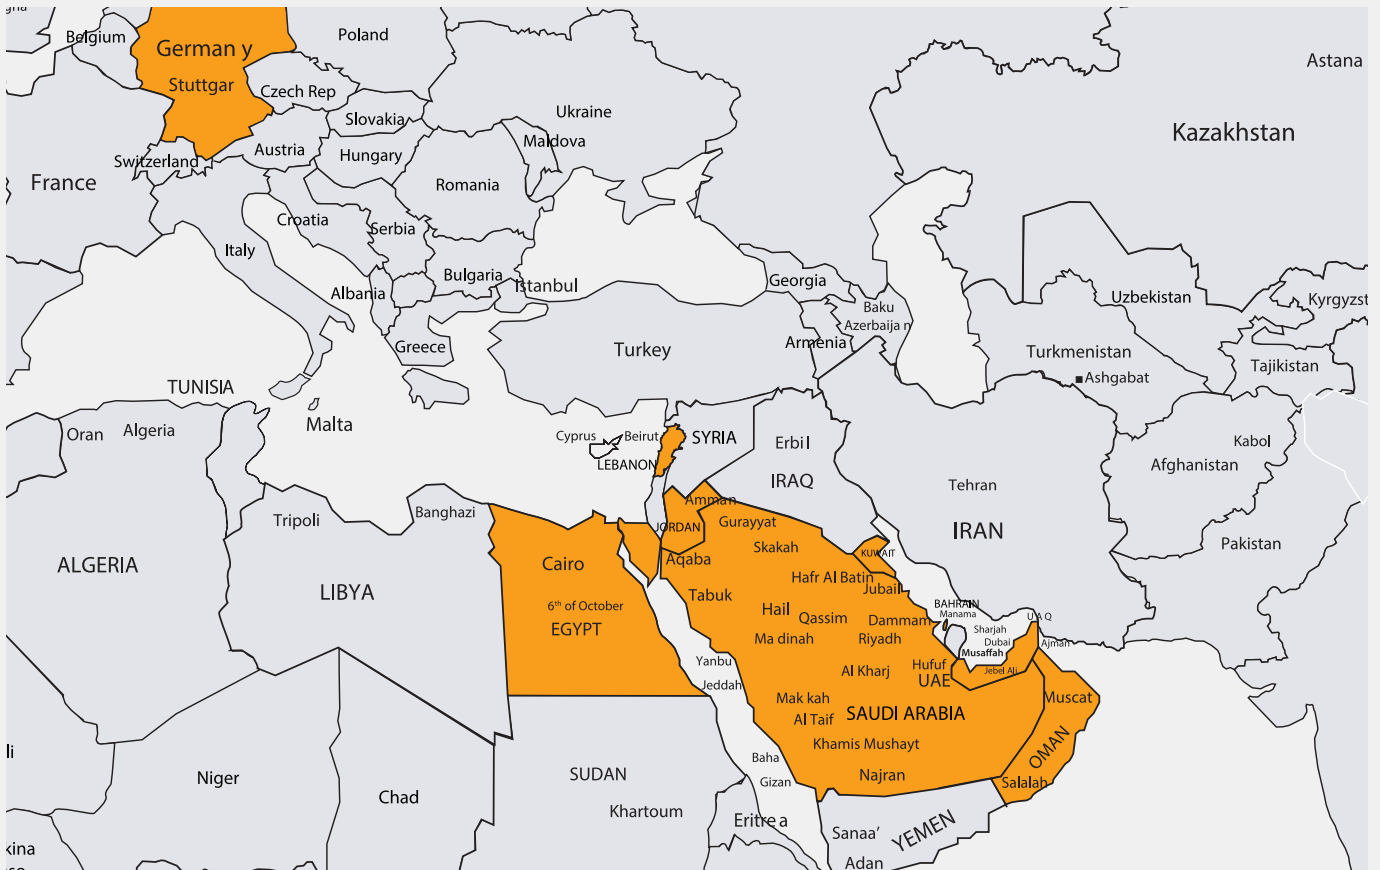 Belgium
German y
Poland
Astana
Stuttgar
Czech Rep
Ukraine
Slovakia
Kazakhstan
Maldova
Austria
Hungary
Switzerland
France
Romania
Croatia
Serbia
Italy
Bulgaria
Georgia
Istanbul
Albania
Uzbekistan
Kyrgyzst
Baku
Azerbaija n
Armenia
Greece
Turkey
Turkmenistan
Tajikistan
Ashgabat
TUNISIA
Malta
Oran
Algeria
Cyprus
Beirut
SYRIA
Erbil
Kabol
LEBANON
Afghanistan
IRAQ
Tehran
Amman
Banghazi
Tripoli
JORDAN
Gurayyat
IRAN
Skakah
KUWAIT
Pakistan
Cairo
Aqaba
ALGERIA
Hafr Al Batin
Jubail
LIBYA
Tabuk
6th of October
EGYPT
Hail
Qassim
BAHRAIN
Manama
Dammam
U A Q
Sharjah
Ma dinah
Riyadh
Dubai
Ajman
Musaffah
Yanbu
Hufuf
Al Kharj
Jebel Ali
UAE
Jeddah
Mak kah
Muscat
Al Taif
SAUDI ARABIA
Khamis Mushayt
OMAN
Baha
SUDAN
Najran
Gizan
Salalah
li
Niger
Chad
Khartoum
Eritre a
Sanaa'
YEMEN
kina
Adan